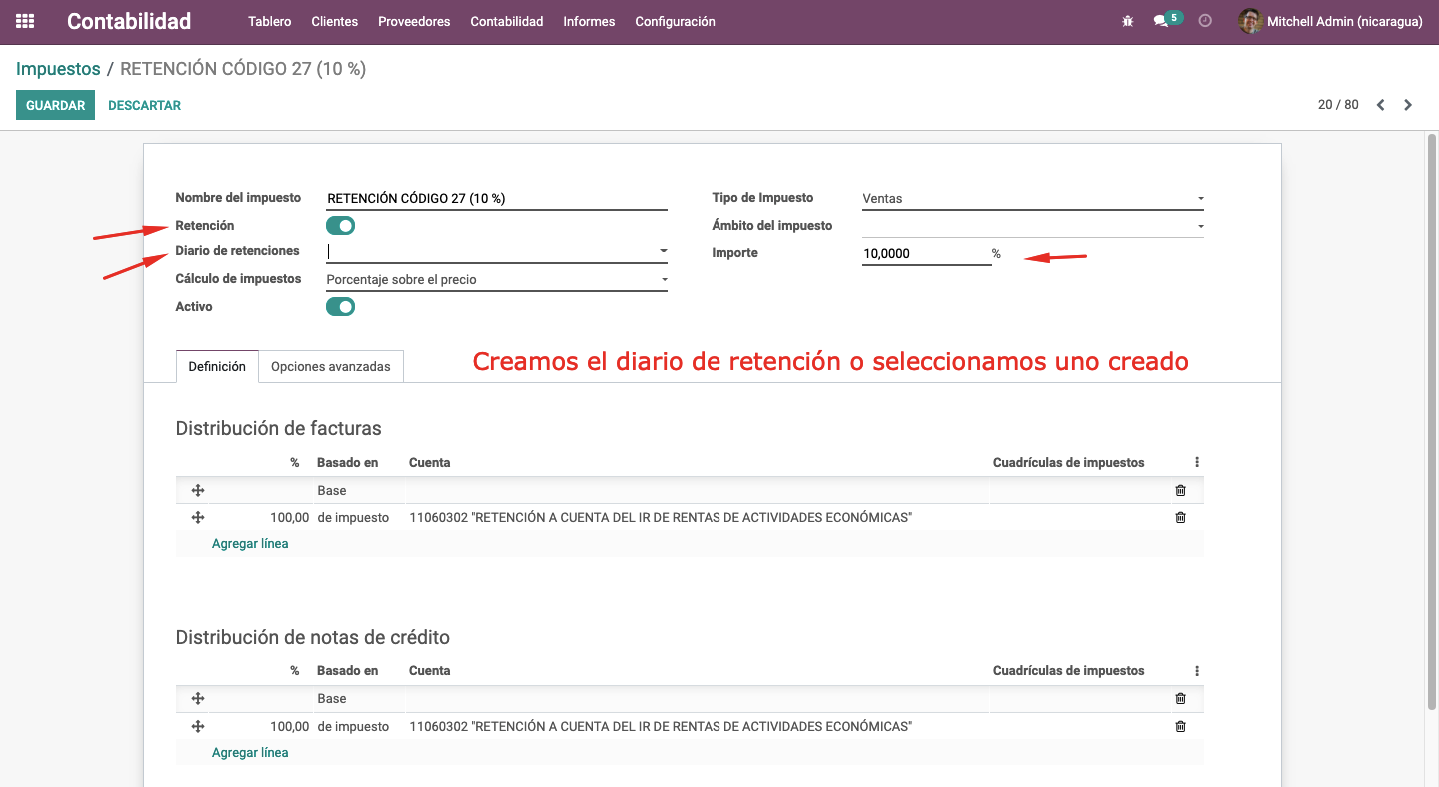 Contabilidad Tablero Clientes Proveedores Contabilidad Informes Configuración 5 Mitchell Admin (nicaragua)
Impuestos / RETENCIÓN CÓDIGO 27 (10 %)
GUARDAR DESCARTAR 20 / 80
Nombre del impuesto RETENCIÓN CÓDIGO 27 (10 %) Tipo de Impuesto Ventas
Retención Ámbito del impuesto
Diario de retenciones Importe 10,0000 %
Cálculo de impuestos Porcentaje sobre el precio
Activo
Creamos el diario de retención o seleccionamos uno creado
Definición Opciones avanzadas
Distribución de facturas
% Basado en Cuenta Cuadrículas de impuestos
Base
100,00 de impuesto 11060302 "RETENCIÓN A CUENTA DEL IR DE RENTAS DE ACTIVIDADES ECONÓMICAS"
Agregar línea
Distribución de notas de crédito
% Basado en Cuenta Cuadrículas de impuestos
Base
100,00 de impuesto 11060302 "RETENCIÓN A CUENTA DEL IR DE RENTAS DE ACTIVIDADES ECONÓMICAS"
Agregar línea